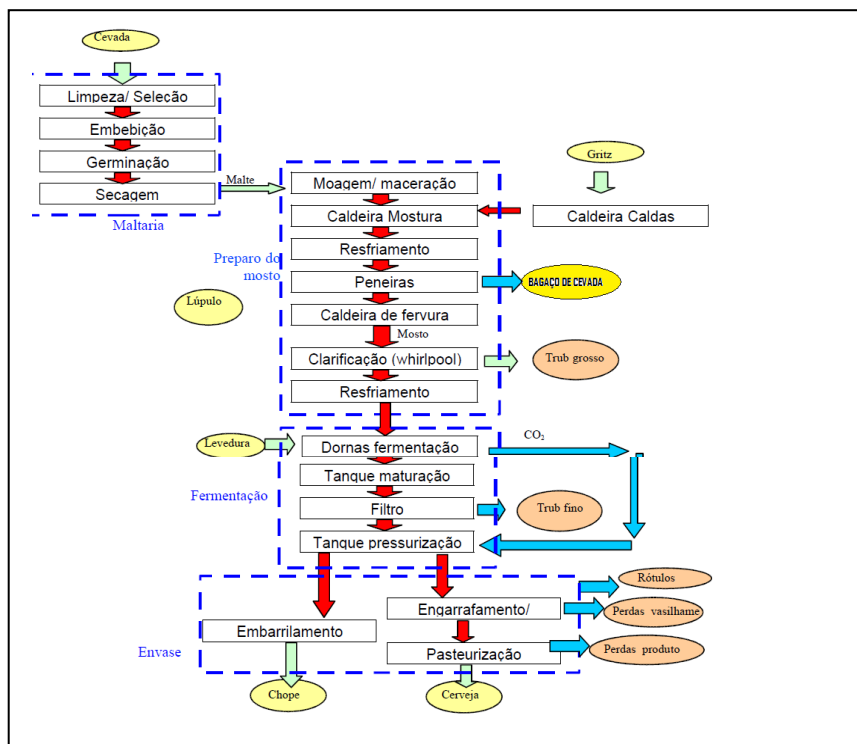 Cevada
Limpeza/ Seleção
Embebição
Germinação
Secagem
Malte
Maltaria
Gritz
Moagem/ maceração
Caldeira Mostura
Caldeira Caldas
Resfriamento
Preparo do
mosto
Peneiras
BAGAÇO DE CEVADA
Lúpulo
Caldeira de fervura
Mosto
Clarificação (whirlpool)
Trub grosso
Resfriamento
CO₂
Levedura
Dornas fermentação
Tanque maturação
Fermentação
Filtro
Trub fino
Tanque pressurização
Rótulos
Engarrafamento/
Perdas vasilhame
Embarrilamento
Envase
Pasteurização
Perdas produto
Chope
Cerveja